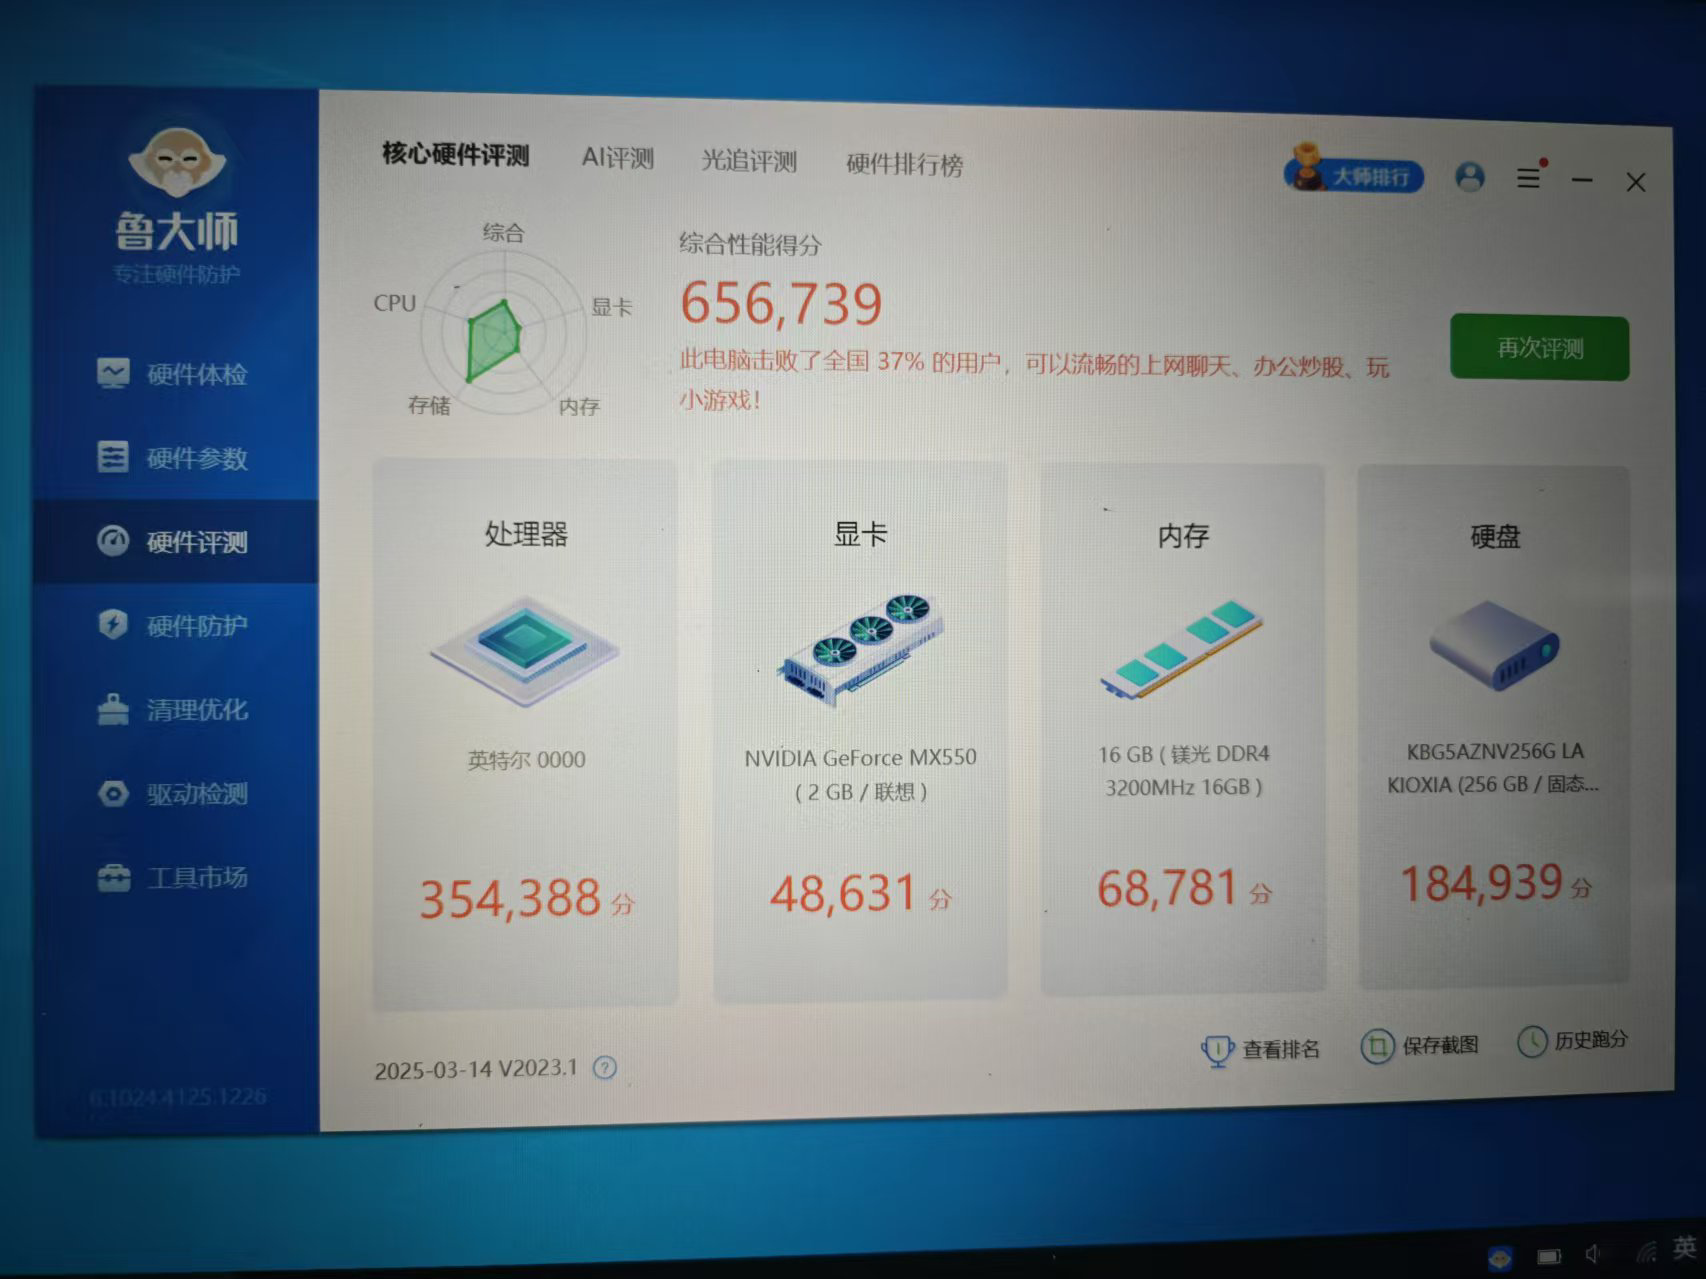 鲁大师
专注硬件防护
硬件体检
硬件参数
硬件评测
硬件防护
清理优化
驱动检测
工具市场
6.1024.4125.1226
核心硬件评测
AI评测
光追评测
硬件排行榜
大师排行
综合
CPU
显卡
存储
内存
综合性能得分
656,739
此电脑击败了全国 37% 的用户，可以流畅的上网聊天、办公炒股、玩
小游戏！
再次评测
处理器
英特尔 0000
354,388 分
显卡
NVIDIA GeForce MX550
( 2 GB / 联想 )
48,631 分
内存
16 GB ( 镁光 DDR4
3200MHz 16GB )
68,781 分
硬盘
KBG5AZNV256G LA
KIOXIA (256 GB / 固态...
184,939 分
2025-03-14 V2023.1 ?
查看排名
保存截图
历史跑分
英